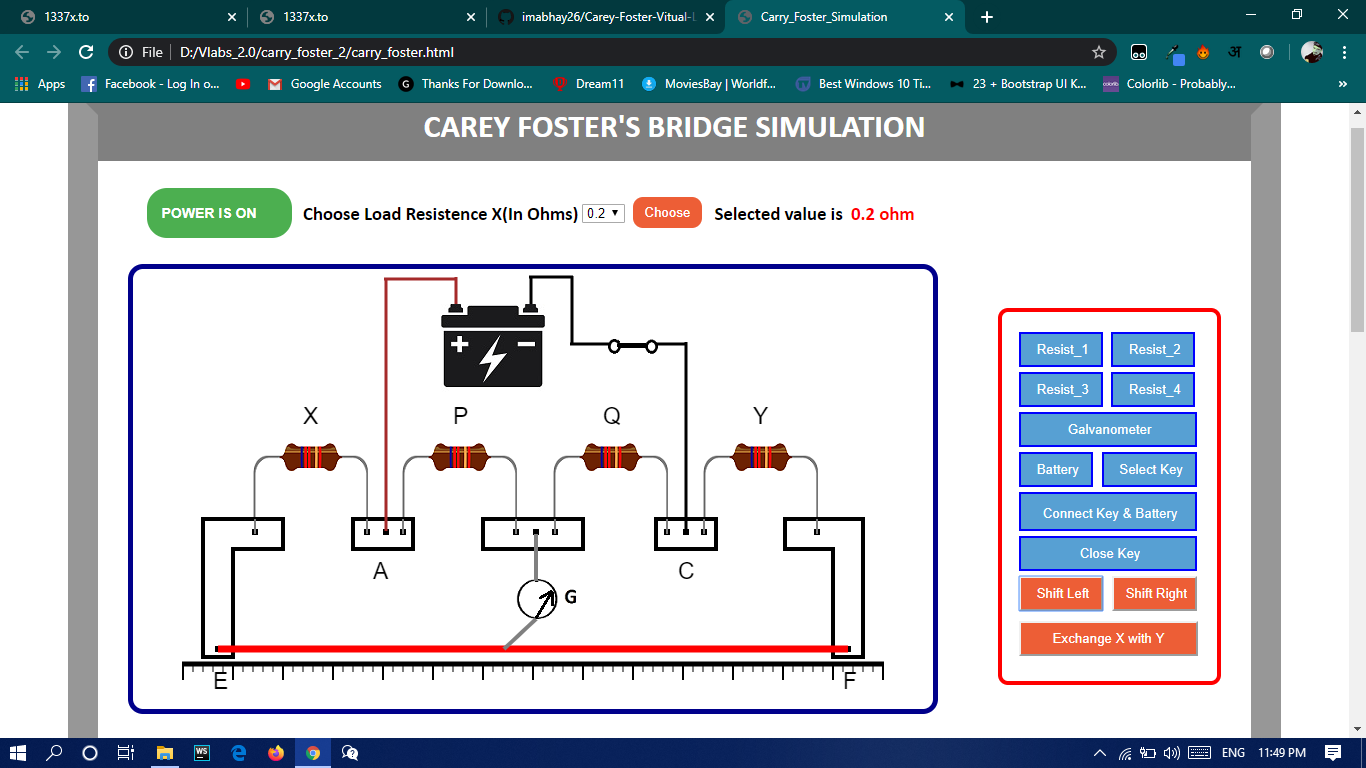 1337x.to
1337x.to
imabhay26/Carey-Foster-Vitual-L
Carry_Foster_Simulation
File
D:/Vlabs_2.0/carry_foster_2/carry_foster.html
अ
Apps
Facebook - Log In o...
Google Accounts
G
Thanks For Downlo...
Dream11
MoviesBay | Worldf...
Best Windows 10 Ti...
23 + Bootstrap UI K...
Colorlib - Probably...
»
CAREY FOSTER'S BRIDGE SIMULATION
POWER IS ON
Choose Load Resistence X(In Ohms)
0.2
Choose
Selected value is 0.2 ohm
X
P
Q
Y
A
C
G
E
F
Resist_1
Resist_2
Resist_3
Resist_4
Galvanometer
Battery
Select Key
Connect Key & Battery
Close Key
Shift Left
Shift Right
Exchange X with Y
WS
ENG
11:49 PM